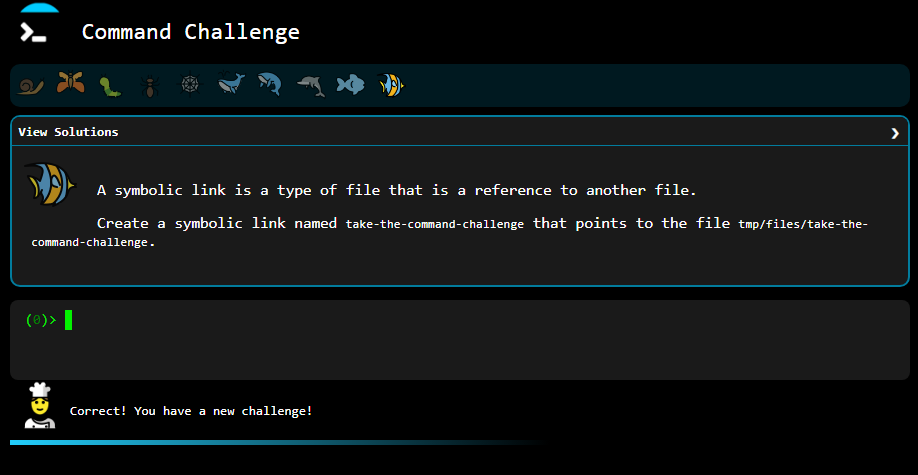 Command Challenge
View Solutions
A symbolic link is a type of file that is a reference to another file.
Create a symbolic link named take-the-command-challenge that points to the file tmp/files/take-the-
command-challenge.
(0)>
Correct! You have a new challenge!